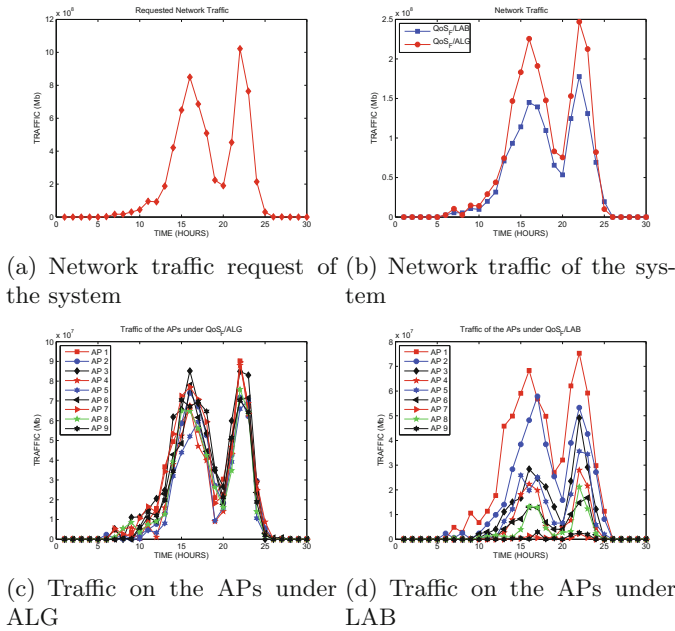 Requested Network Traffic
x 10^8
12
10
8
6
4
2
0
TRAFFIC (Mb)
0 5 10 15 20 25 30
TIME (HOURS)
(a) Network traffic request of
the system
Network Traffic
x 10^8
2.5
2
1.5
1
0.5
0
TRAFFIC (Mb)
QoS_F/LAB
QoS_F/ALG
0 5 10 15 20 25 30
TIME (HOURS)
(b) Network traffic of the sys-
tem
Traffic of the APs under QoS_F/ALG
x 10^7
10
9
8
7
6
5
4
3
2
1
0
TRAFFIC (Mb)
AP 1
AP 2
AP 3
AP 4
AP 5
AP 6
AP 7
AP 8
AP 9
0 5 10 15 20 25 30
TIME (HOURS)
(c) Traffic on the APs under
ALG
Traffic of the APs under QoS_F/LAB
x 10^7
8
7
6
5
4
3
2
1
0
TRAFFIC (Mb)
AP 1
AP 2
AP 3
AP 4
AP 5
AP 6
AP 7
AP 8
AP 9
0 5 10 15 20 25 30
TIME (HOURS)
(d) Traffic on the APs under
LAB